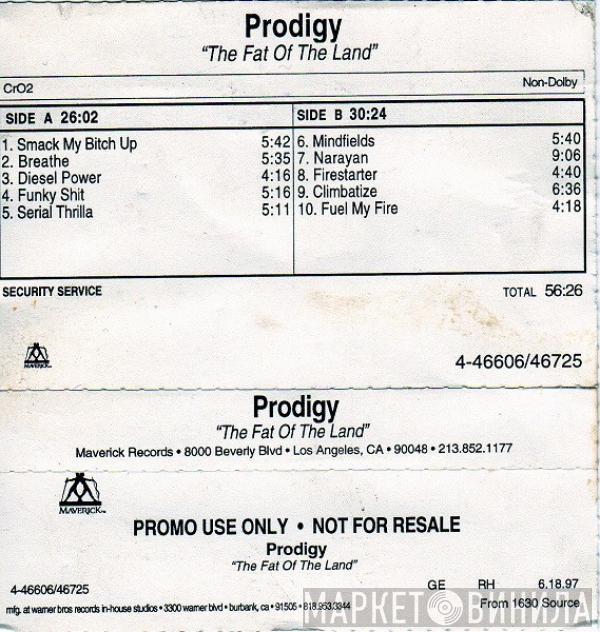 Prodigy
“The Fat Of The Land”
CrO2 Non-Dolby
SIDE A 26:02
1. Smack My Bitch Up 5:42
2. Breathe 5:35
3. Diesel Power 4:16
4. Funky Shit 5:16
5. Serial Thrilla 5:11
SIDE B 30:24
6. Mindfields 5:40
7. Narayan 9:06
8. Firestarter 4:40
9. Climbatize 6:36
10. Fuel My Fire 4:18
SECURITY SERVICE TOTAL 56:26
MAVERICK
4-46606/46725
Prodigy
“The Fat Of The Land”
Maverick Records • 8000 Beverly Blvd • Los Angeles, CA • 90048 • 213.852.1177
MAVERICK™
PROMO USE ONLY • NOT FOR RESALE
Prodigy
“The Fat Of The Land”
4-46606/46725 GE RH 6.18.97
mfg. at warner bros records in-house studios • 3300 warner blvd • burbank, ca • 91505 • 818.953.3344 From 1630 Source
МАРКЕТ ВИНИЛА